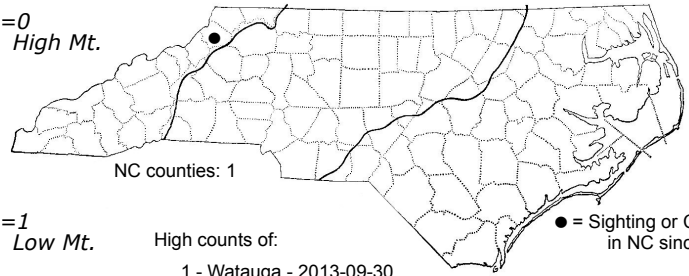 =0
High Mt.
NC counties: 1
=1
Low Mt.
High counts of:
● = Sighting or
in NC
1 - Watauga - 2013-09-30